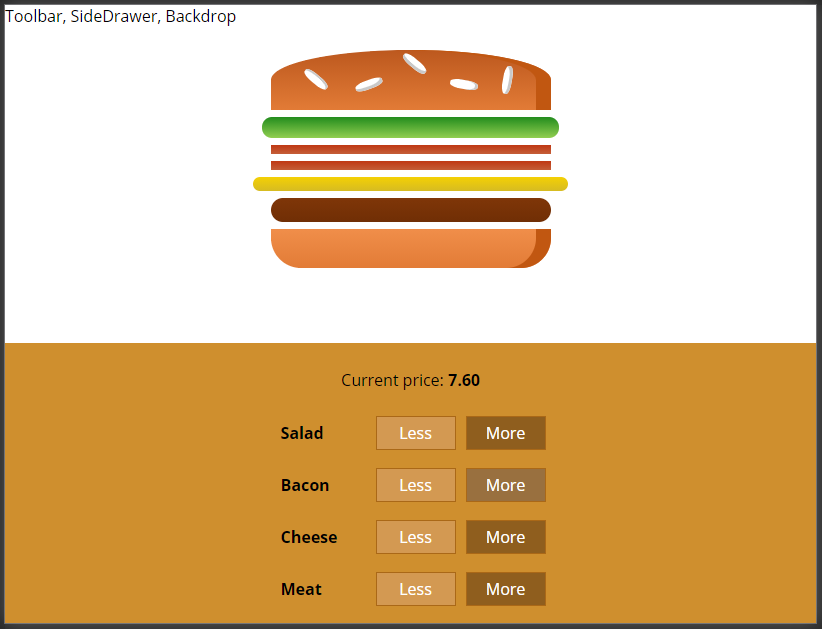 Toolbar, SideDrawer, Backdrop
Current price: 7.60
Salad Less More
Bacon Less More
Cheese Less More
Meat Less More